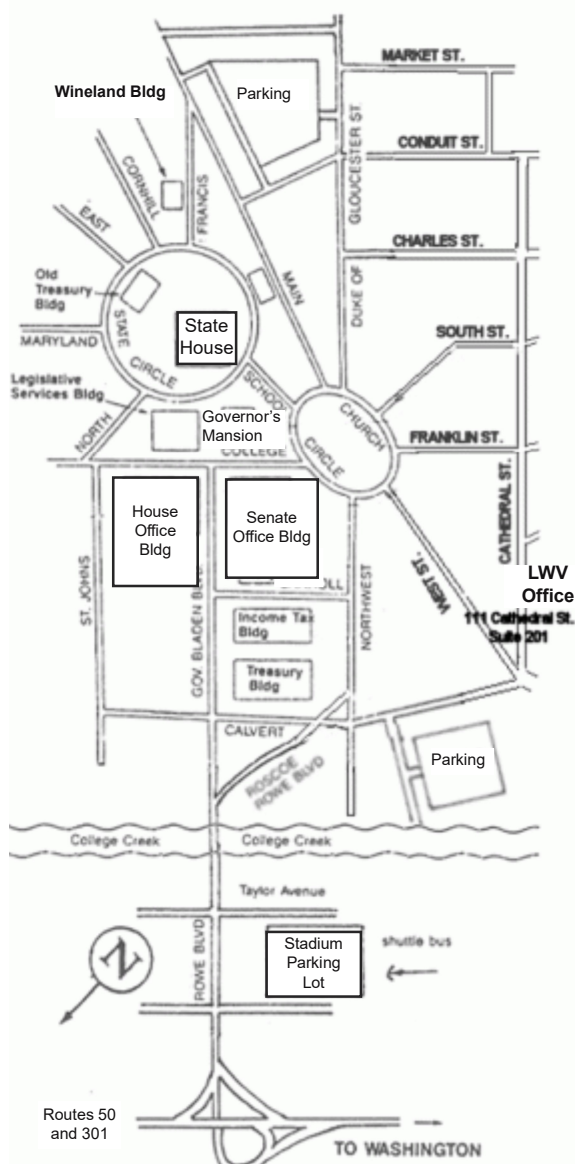 MARKET ST.
Wineland Bldg
Parking
GLOUCESTER ST.
CONDUIT ST.
CORNHILL
FRANCIS
EAST
CHARLES ST.
Old
Treasury
Bldg
MAIN
DUKE OF
STATE
CIRCLE
State
House
MARYLAND
SOUTH ST.
Legislative
Services Bldg
SCHOOL
Governor's
Mansion
CHURCH
CIRCLE
NORTH
COLLEGE
FRANKLIN ST.
CATHEDRAL ST.
House
Office
Bldg
Senate
Office Bldg
WEST ST.
LWV
Office
111 Cathedral St.
Suite 201
ST. JOHNS
GOV. BLADEN BLVD.
NORTHWEST
Income Tax
Bldg
Treasury
Bldg
CALVERT
ROSCOE
ROWE BLVD
Parking
College Creek
College Creek
Taylor Avenue
ROWE BLVD
Stadium
Parking
Lot
shuttle bus
N
Routes 50
and 301
TO WASHINGTON